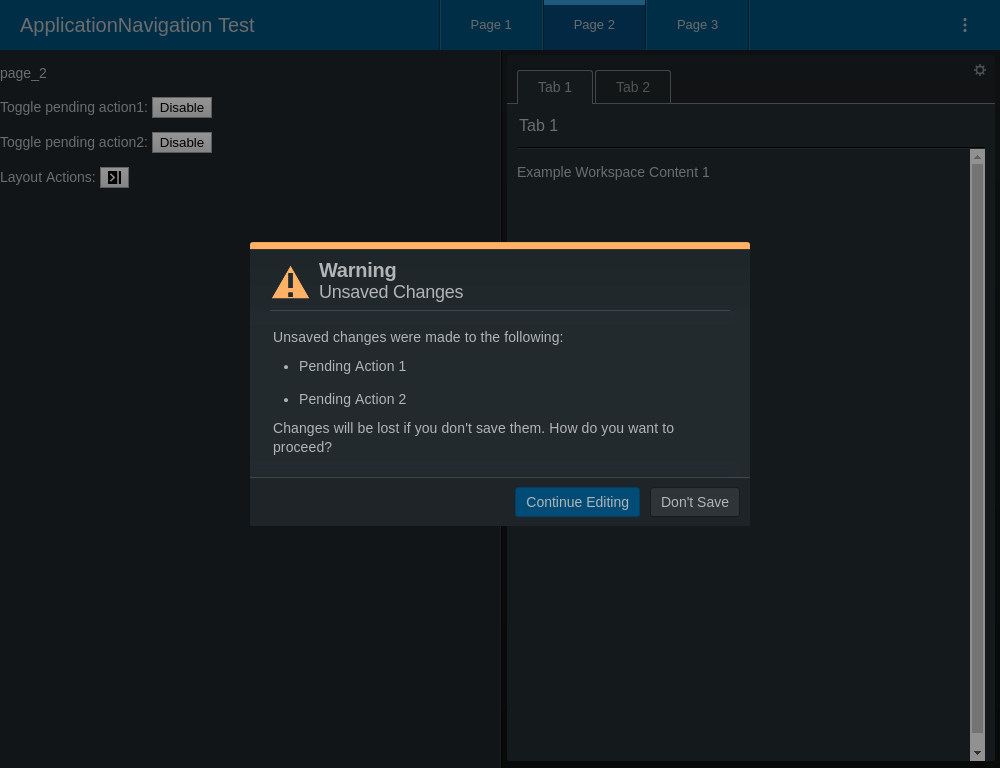 ApplicationNavigation Test
Page 1
Page 2
Page 3
page_2
Toggle pending action1: Disable
Toggle pending action2: Disable
Layout Actions:
Tab 1
Tab 2
Tab 1
Example Workspace Content 1
Warning
Unsaved Changes
Unsaved changes were made to the following:
• Pending Action 1
• Pending Action 2
Changes will be lost if you don't save them. How do you want to
proceed?
Continue Editing
Don't Save